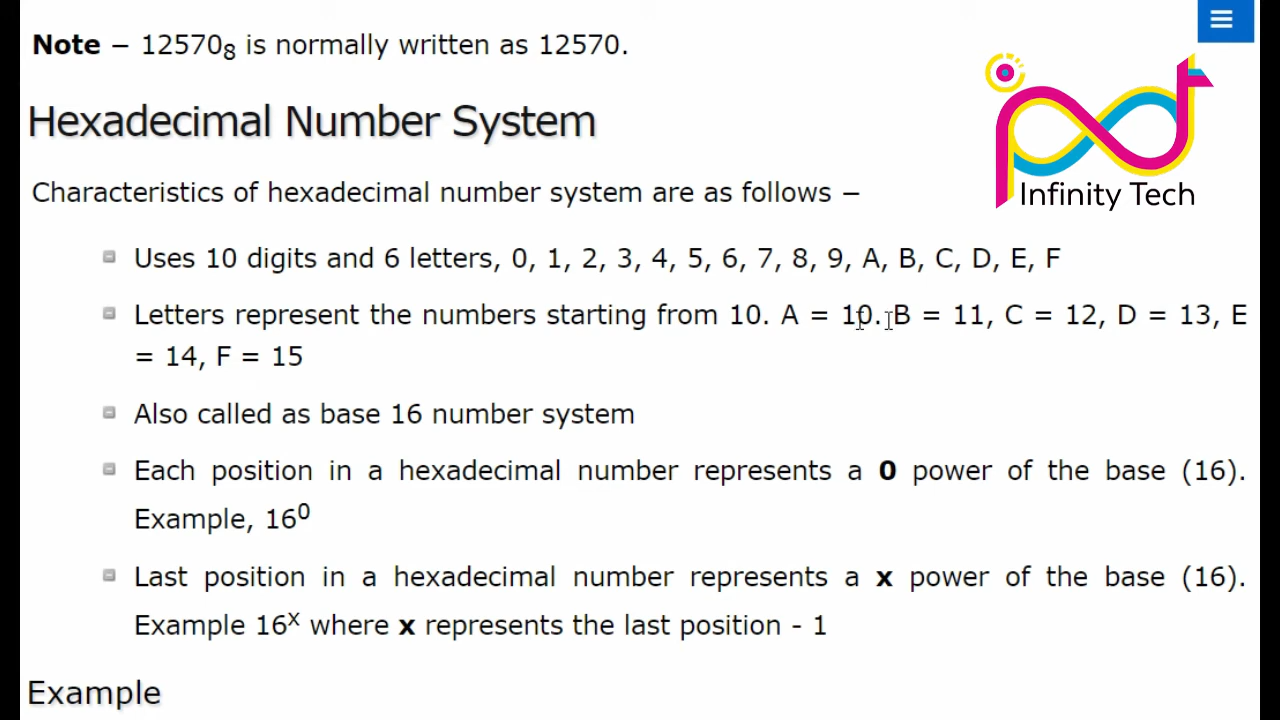 Note − 12570₈ is normally written as 12570.
Hexadecimal Number System
Infinity Tech
Characteristics of hexadecimal number system are as follows −
Uses 10 digits and 6 letters, 0, 1, 2, 3, 4, 5, 6, 7, 8, 9, A, B, C, D, E, F
Letters represent the numbers starting from 10. A = 10. B = 11, C = 12, D = 13, E
= 14, F = 15
Also called as base 16 number system
Each position in a hexadecimal number represents a 0 power of the base (16).
Example, 16⁰
Last position in a hexadecimal number represents a x power of the base (16).
Example 16ˣ where x represents the last position - 1
Example